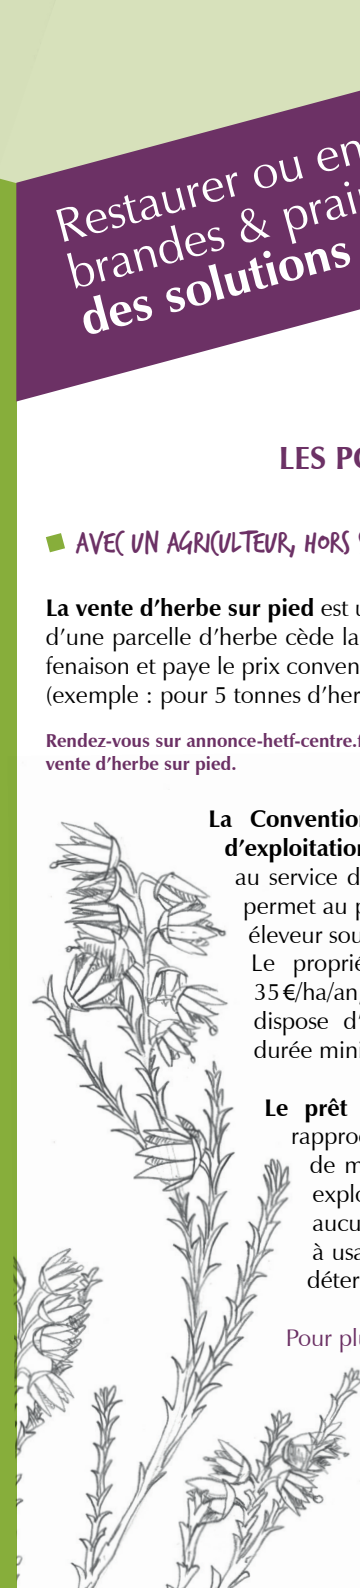 Restaurer ou en
brandes & prai
des solutions
LES P
AVEC UN AGRICULTEUR, HORS
La vente d’herbe sur pied est
d’une parcelle d’herbe cède la
fenaison et paye le prix conven
(exemple : pour 5 tonnes d’her
Rendez-vous sur annonce-hetf-centre.f
vente d’herbe sur pied.
La Convention
d’exploitation
au service d
permet au p
éleveur sou
Le proprié
35 €/ha/an,
dispose d’
durée mini
Le prêt
rappro
de m
explo
aucu
à usa
déter
Pour plu